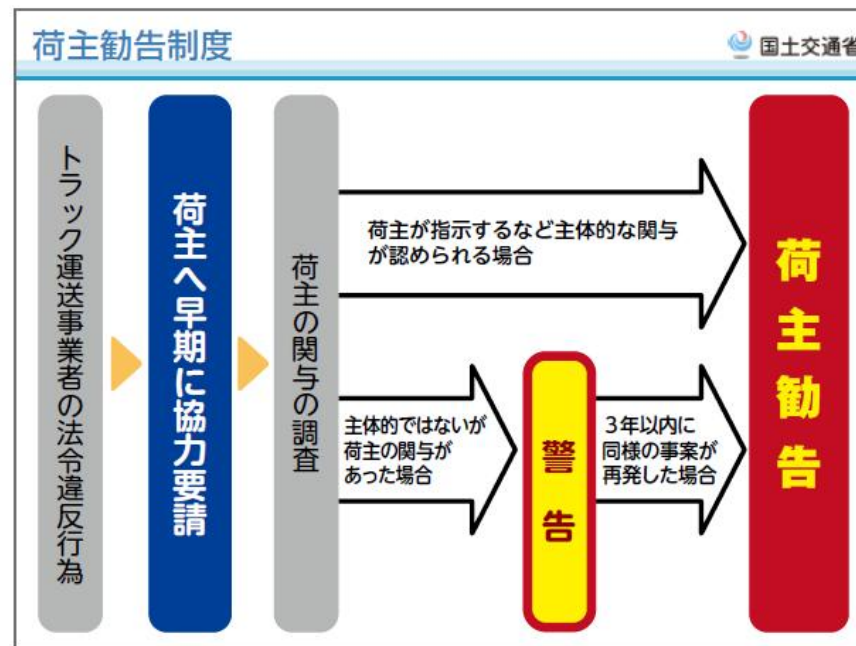 荷主勧告制度
国土交通省
トラック運送事業者の法令違反行為
荷主へ早期に協力要請
荷主の関与の調査
荷主が指示するなど主体的な関与
が認められる場合
主体的ではないが
荷主の関与が
あった場合
警告
3年以内に
同様の事案が
再発した場合
荷主勧告